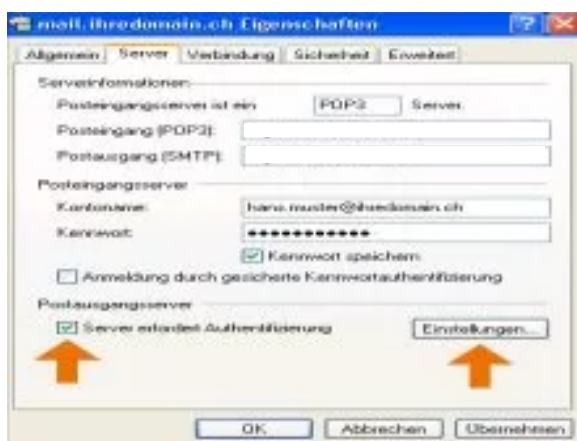 mail.ihredomain.ch Eigenschaften
Allgemein Server Verbindung Sicherheit Erweitert
Serverinformationen
Posteingangsserver ist ein POP3 Server.
Posteingang (POP3):
Postausgang (SMTP):
Posteingangsserver
Kontoname: hans.muster@ihredomain.ch
Kennwort: ●●●●●●●●●●●
Kennwort speichern
Anmeldung durch gesicherte Kennwortauthentifizierung
Postausgangsserver
Server erfordert Authentifizierung Einstellungen...
OK Abbrechen Übernehmen